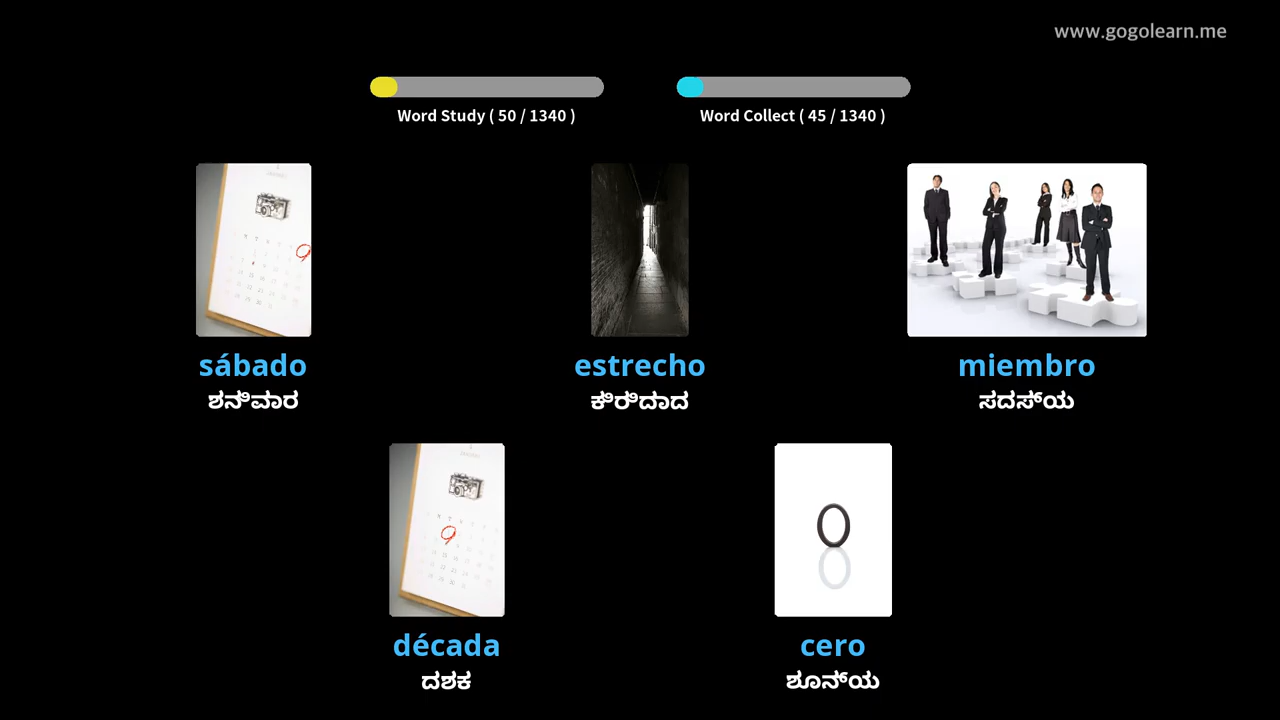 www.gogolearn.me
Word Study ( 50 / 1340 )
Word Collect ( 45 / 1340 )
sábado
estrecho
miembro
ಶನಿವಾರ
ಕಿರಿದಾದ
ಸದಸ್ಯ
década
cero
ದಶಕ
ಶೂನ್ಯ